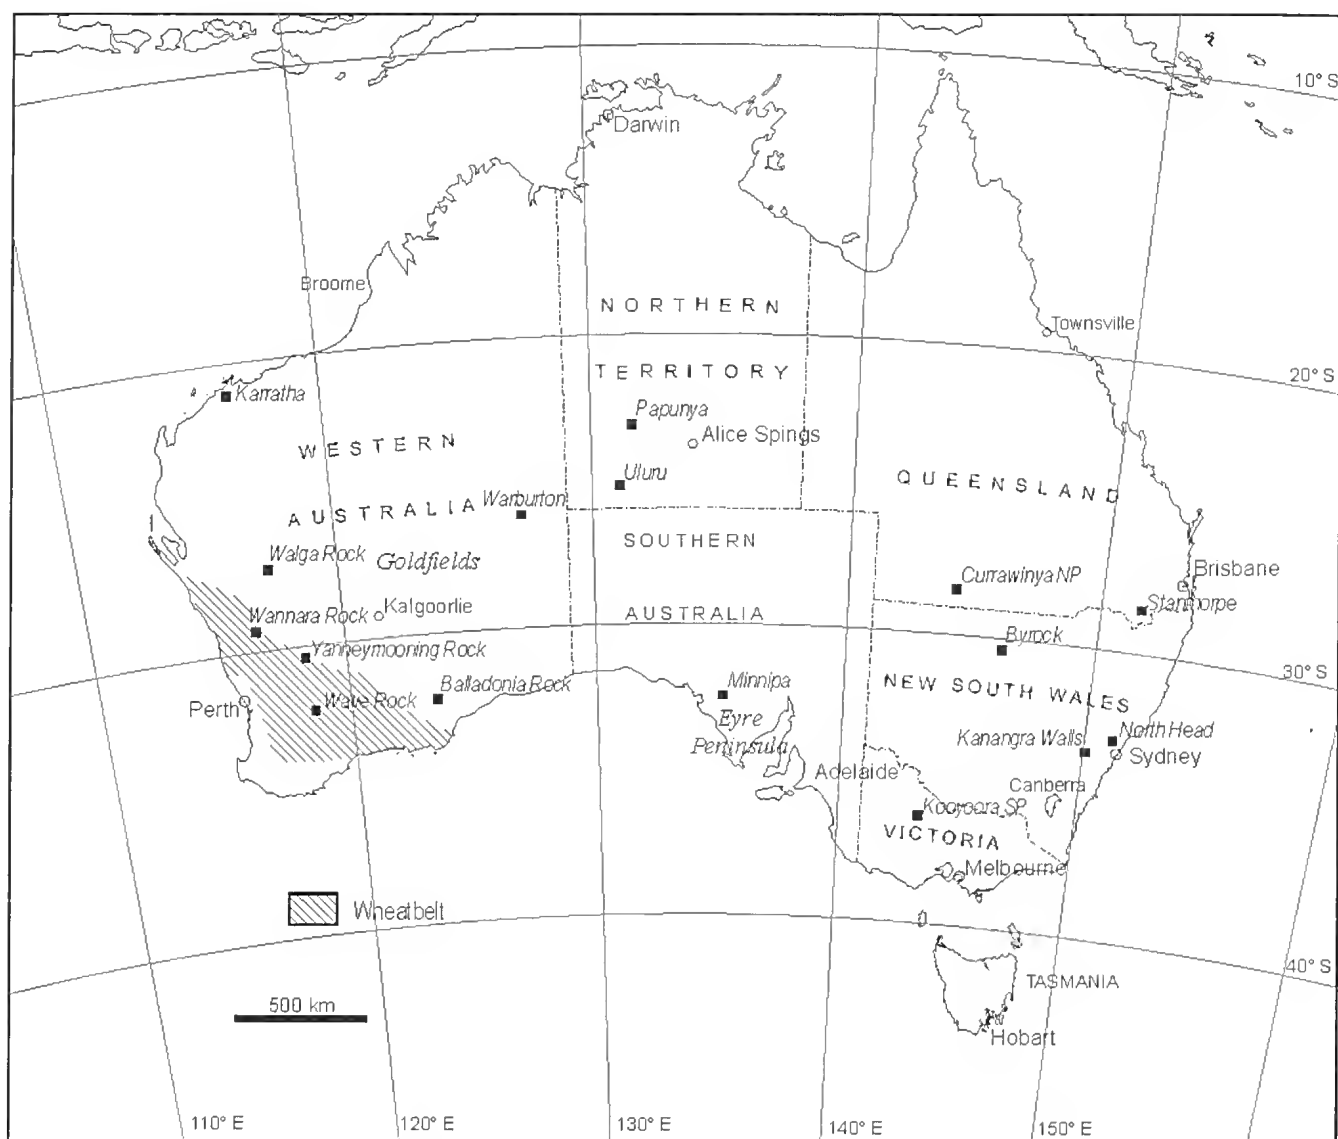 10° S
Darwin
Broome
NORTHERN
Townsville
TERRITORY
20° S
Karratha
Papunya
WESTERN
Alice Spings
Uluru
QUEENSLAND
AUSTRALIA
Warburton
SOUTHERN
Walga Rock
Goldfields
Currawinya NP
Brisbane
Wannara Rock
Kalgoorlie
AUSTRALIA
Stanthorpe
Byrock
Yanneymooning Rock
30° S
Balladonia Rock
Minnipa
NEW SOUTH WALES
Perth
Wave Rock
Eyre
Peninsula
North Head
Kanangra Walls
Sydney
Adelaide
Canberra
Kooyoora SP
VICTORIA
Melbourne
Wheatbelt
40° S
TASMANIA
500 km
Hobart
110° E
120° E
130° E
140° E
150° E